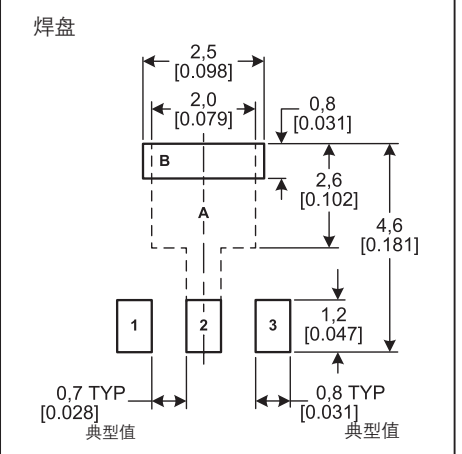 焊盘
2,5
[0.098]
2,0
[0.079]
0,8
[0.031]
B
2,6
[0.102]
A
4,6
[0.181]
1
2
3
1,2
[0.047]
0,7 TYP
[0.028]
典型值
0,8 TYP
[0.031]
典型值